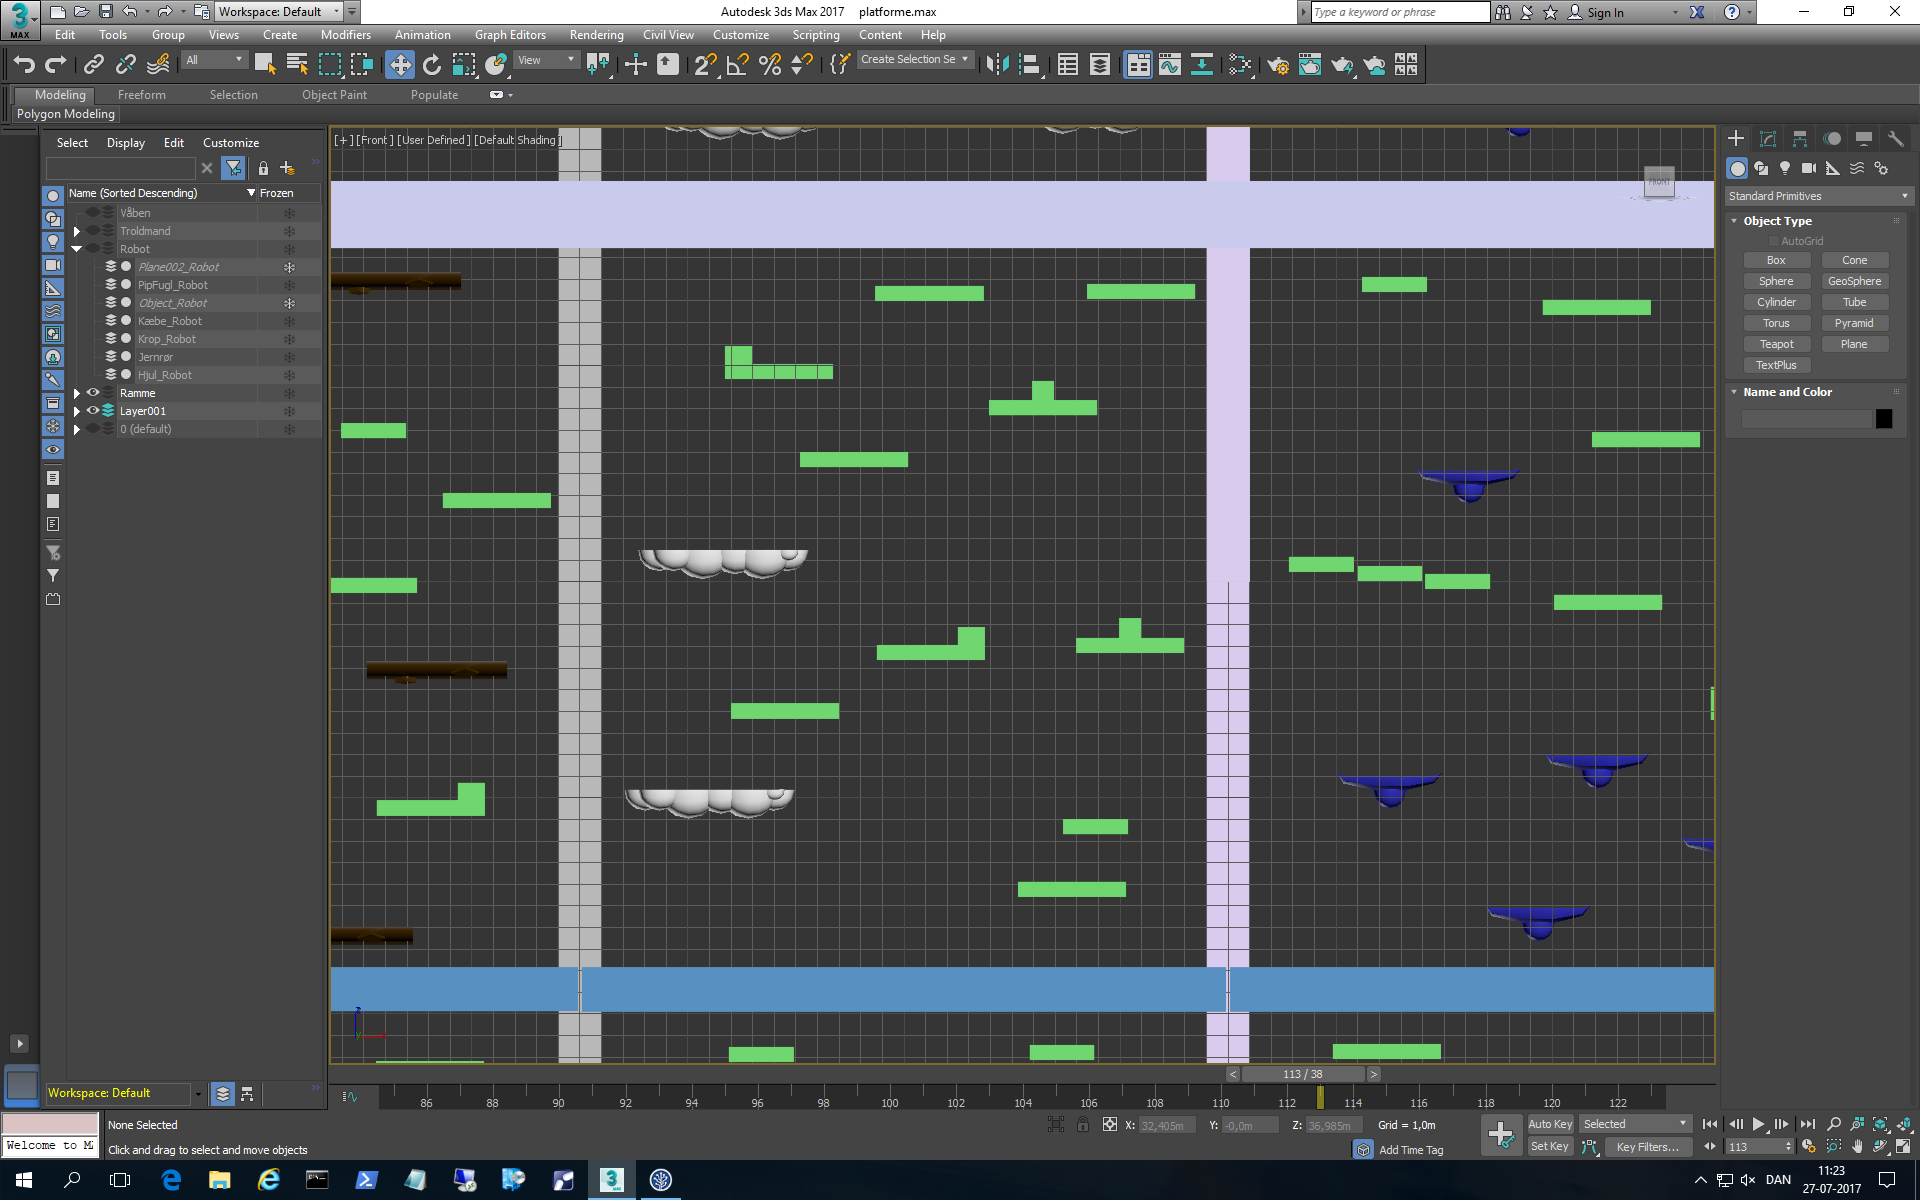 Workspace: Default
Autodesk 3ds Max 2017    platforme.max
Type a keyword or phrase
Sign In
MAX
Edit Tools Group Views Create Modifiers Animation Graph Editors Rendering Civil View Customize Scripting Content Help
All
View
Create Selection Se
Modeling Freeform Selection Object Paint Populate
Polygon Modeling
Select Display Edit Customize
Name (Sorted Descending) Frozen
Våben
Troldmand
Robot
Plane002_Robot
PipFugl_Robot
Object_Robot
Kæbe_Robot
Krop_Robot
Jernrør
Hjul_Robot
Ramme
Layer001
0 (default)
[+] [Front ] [User Defined ] [Default Shading ]
FRONT
z
y
x
Standard Primitives
Object Type
AutoGrid
Box Cone
Sphere GeoSphere
Cylinder Tube
Torus Pyramid
Teapot Plane
TextPlus
Name and Color
< 113 / 38 >
Workspace: Default
86 88 90 92 94 96 98 100 102 104 106 108 110 112 114 116 118 120 122
None Selected
X: 32,405m Y: -0,0m Z: 36,985m Grid = 1,0m
Auto Key Selected
Welcome to M
Click and drag to select and move objects
Add Time Tag
Set Key Key Filters...
113
DAN
11:23
27-07-2017